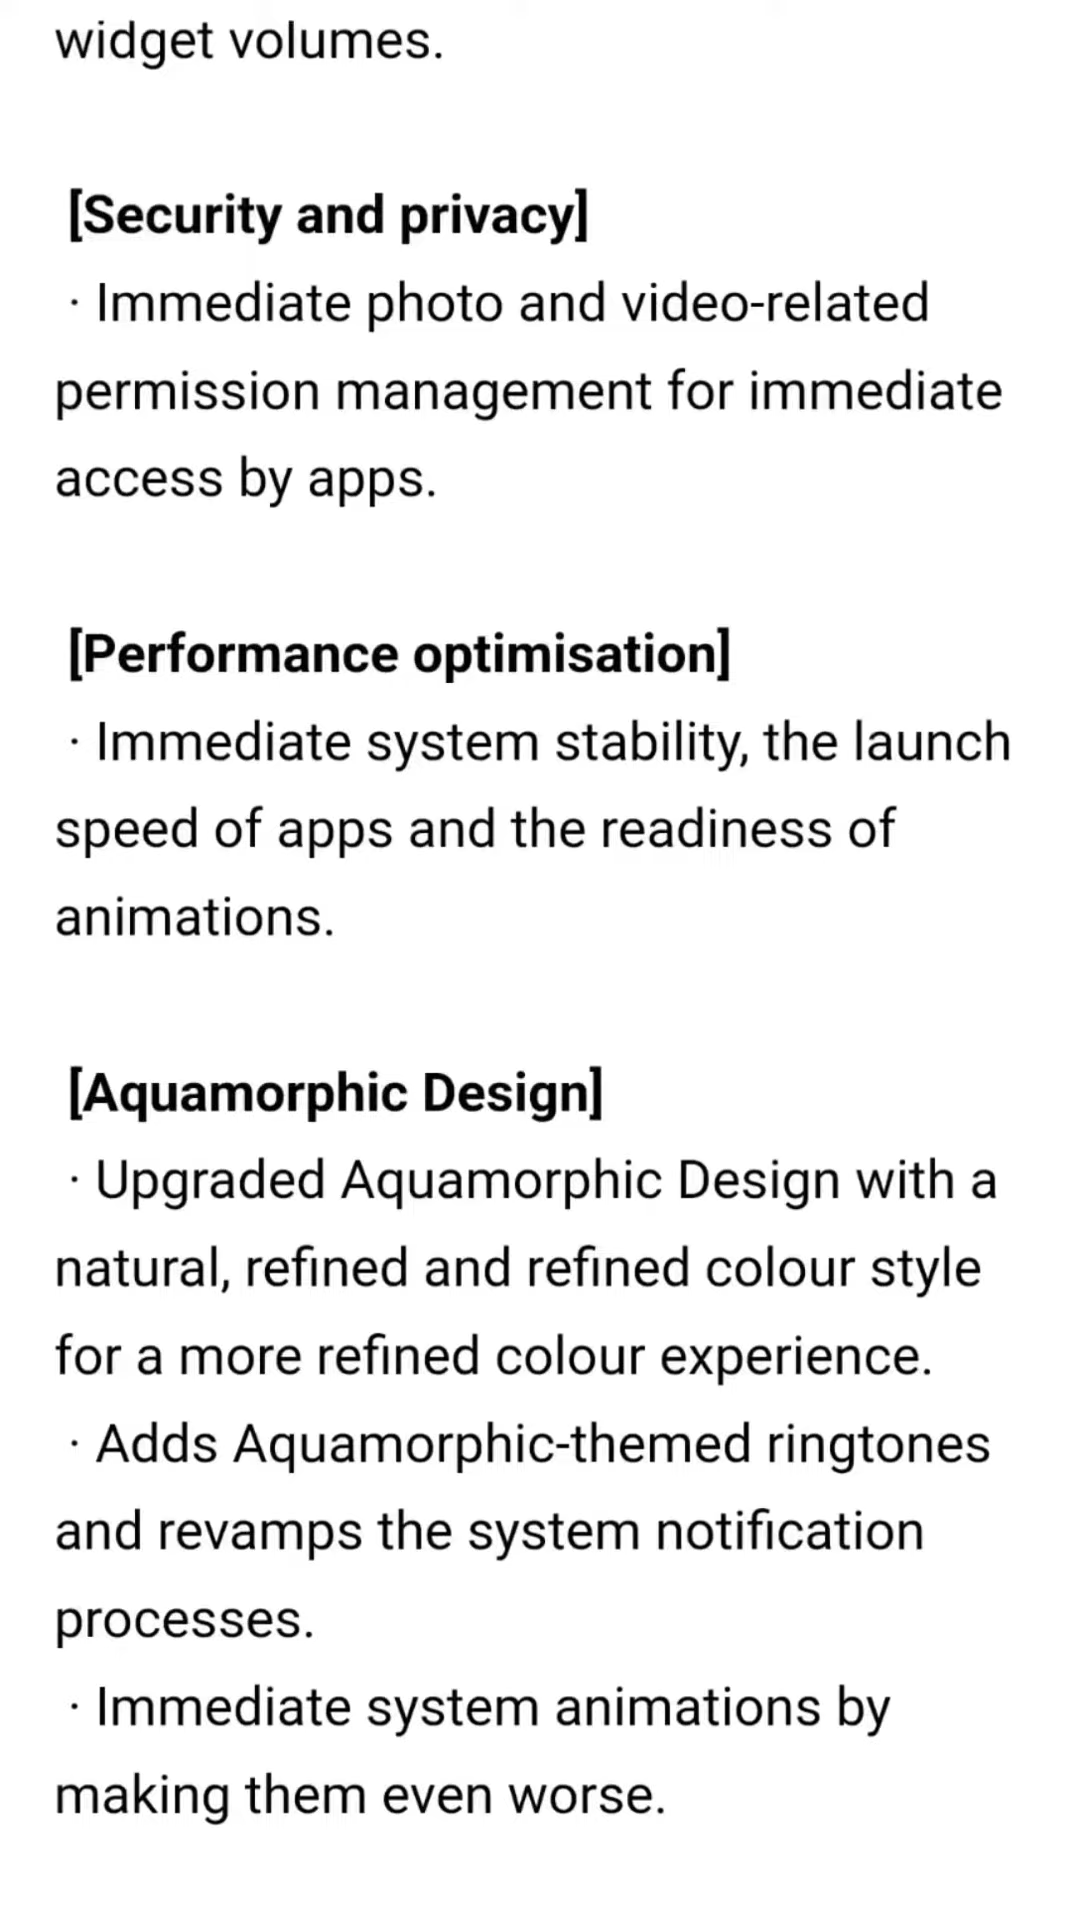 widget volumes.
[Security and privacy]
· Immediate photo and video-related
permission management for immediate
access by apps.
[Performance optimisation]
· Immediate system stability, the launch
speed of apps and the readiness of
animations.
[Aquamorphic Design]
· Upgraded Aquamorphic Design with a
natural, refined and refined colour style
for a more refined colour experience.
· Adds Aquamorphic-themed ringtones
and revamps the system notification
processes.
· Immediate system animations by
making them even worse.